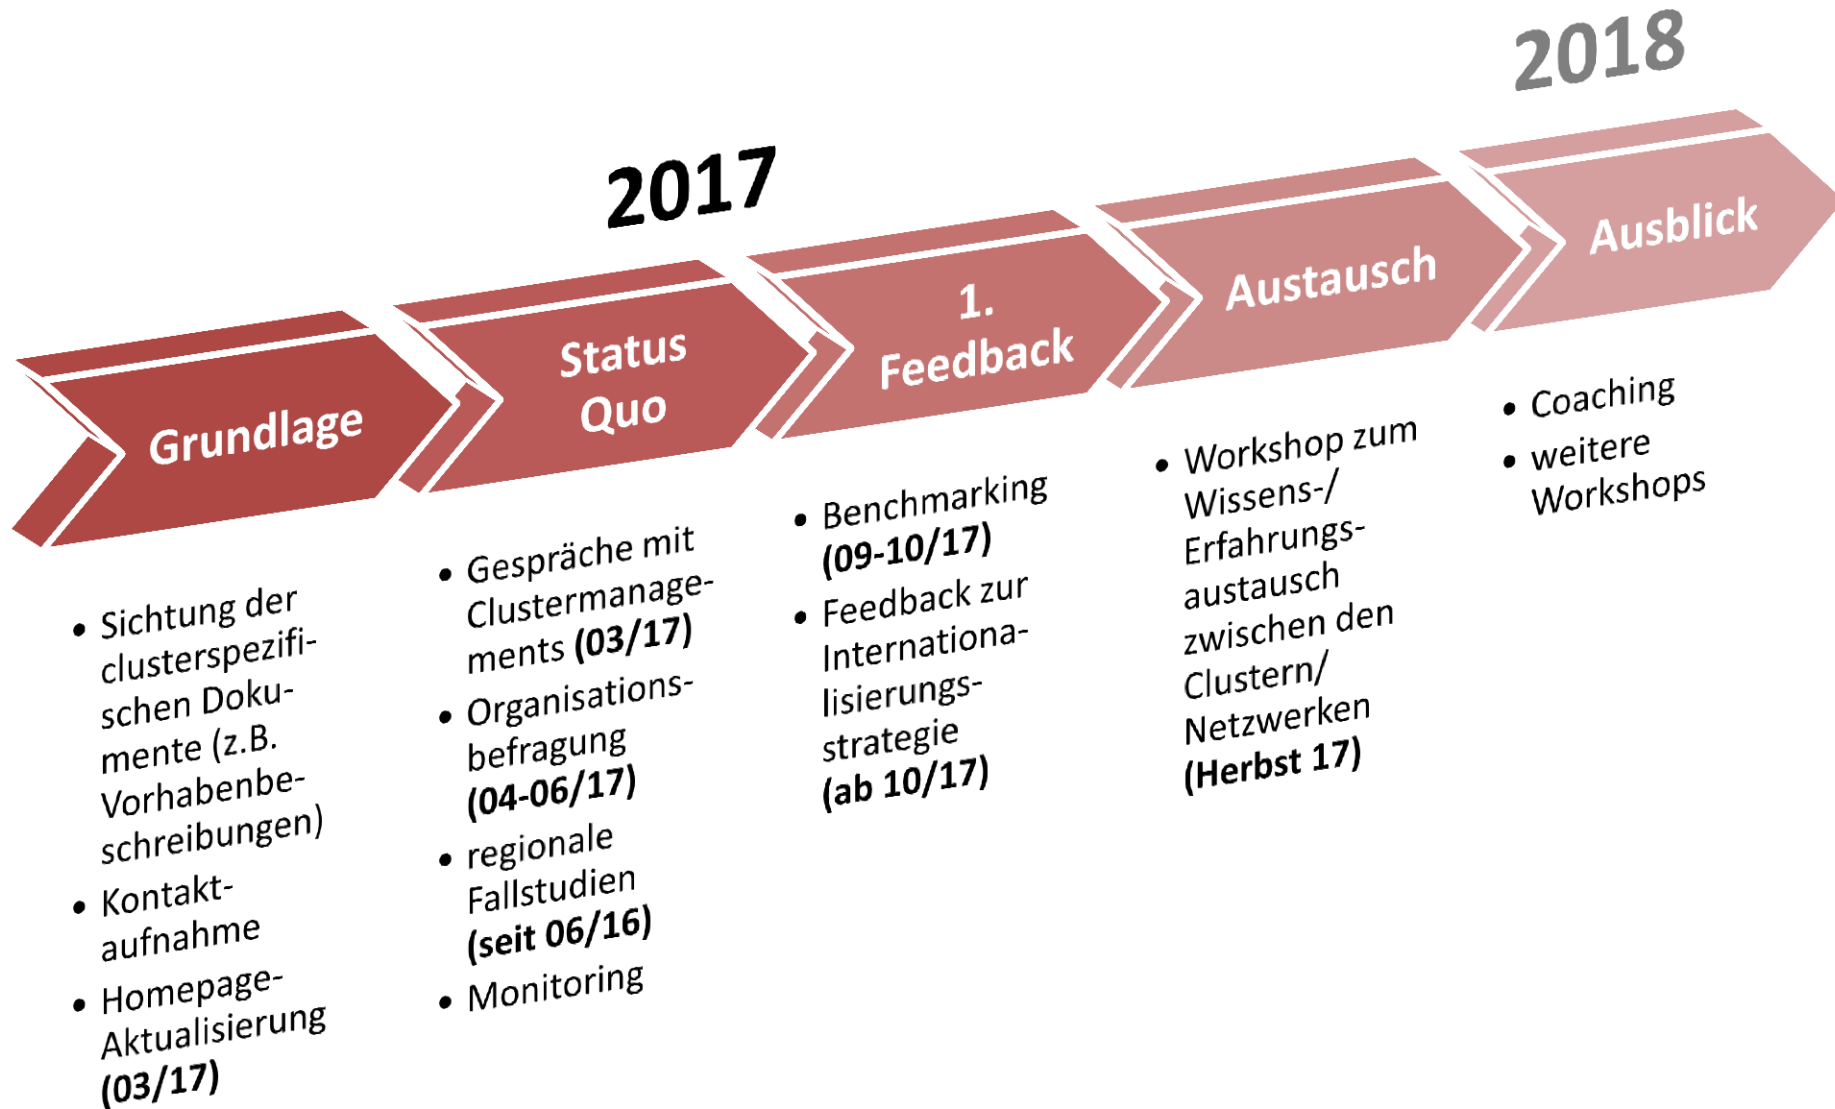 2017
2018
Grundlage
Status
Quo
1.
Feedback
Austausch
Ausblick
• Sichtung der
clusterspezifi-
schen Doku-
mente (z.B.
Vorhabenbe-
schreibungen)
• Kontakt-
aufnahme
• Homepage-
Aktualisierung
(03/17)
• Gespräche mit
Clustermanage-
ments (03/17)
• Organisations-
befragung
(04-06/17)
• regionale
Fallstudien
(seit 06/16)
• Monitoring
• Benchmarking
(09-10/17)
• Feedback zur
Internationa-
lisierungs-
strategie
(ab 10/17)
• Workshop zum
Wissens-/
Erfahrungs-
austausch
zwischen den
Clustern/
Netzwerken
(Herbst 17)
• Coaching
• weitere
Workshops